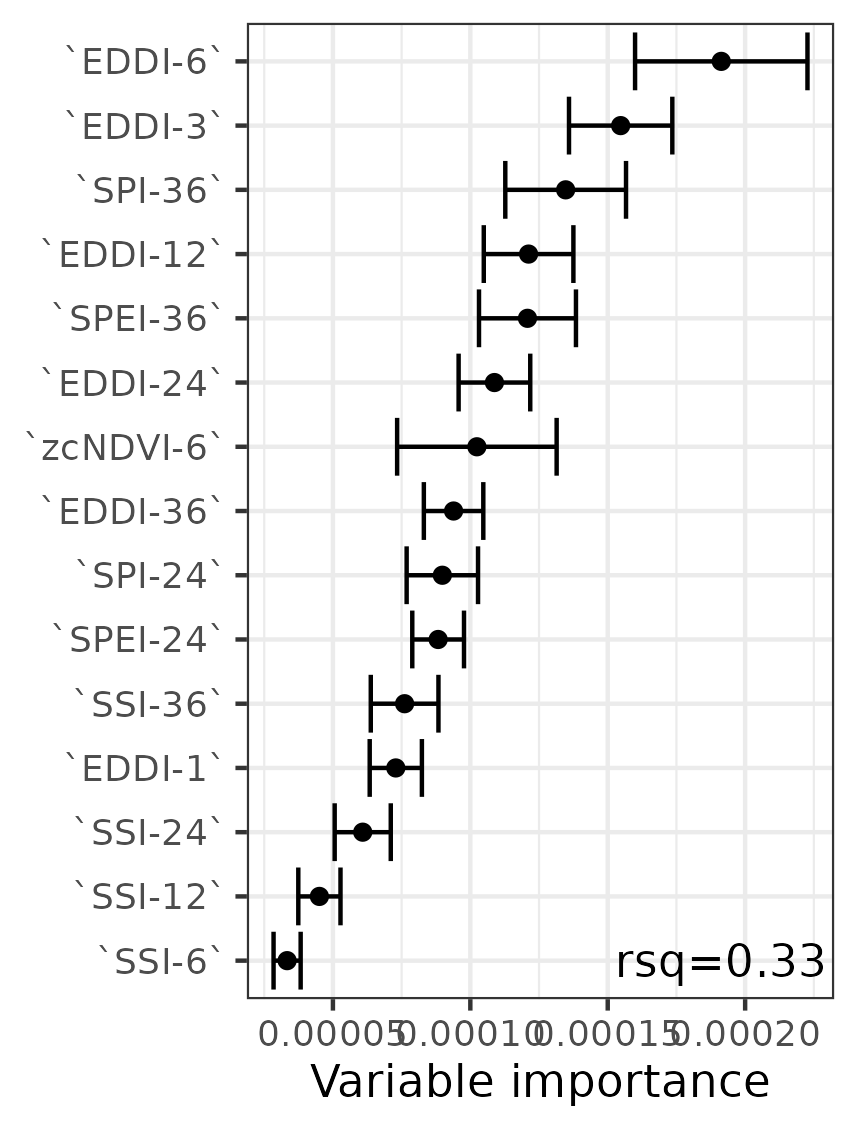 `EDDI-6`
`EDDI-3`
`SPI-36`
`EDDI-12`
`SPEI-36`
`EDDI-24`
`zcNDVI-6`
`EDDI-36`
`SPI-24`
`SPEI-24`
`SSI-36`
`EDDI-1`
`SSI-24`
`SSI-12`
`SSI-6`
rsq=0.33
0.00005 0.00010 0.00015 0.00020
Variable importance